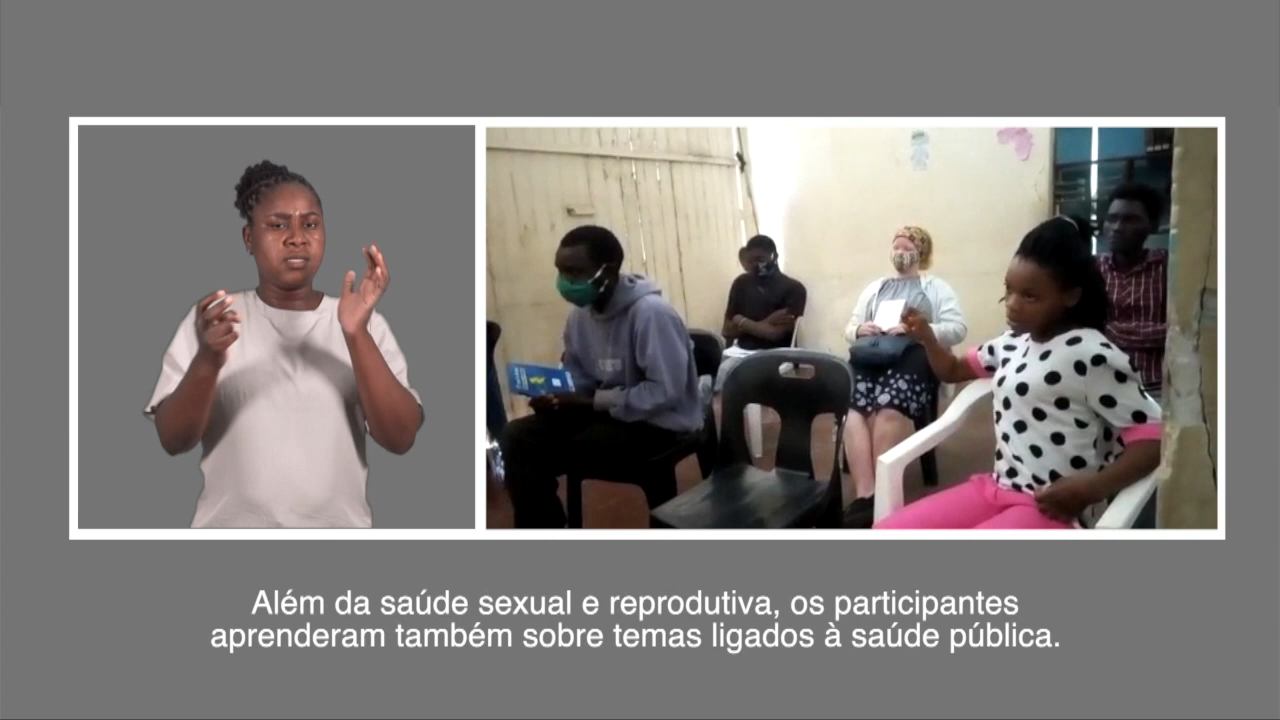 Além da saúde sexual e reprodutiva, os participantes
aprenderam também sobre temas ligados à saúde pública.